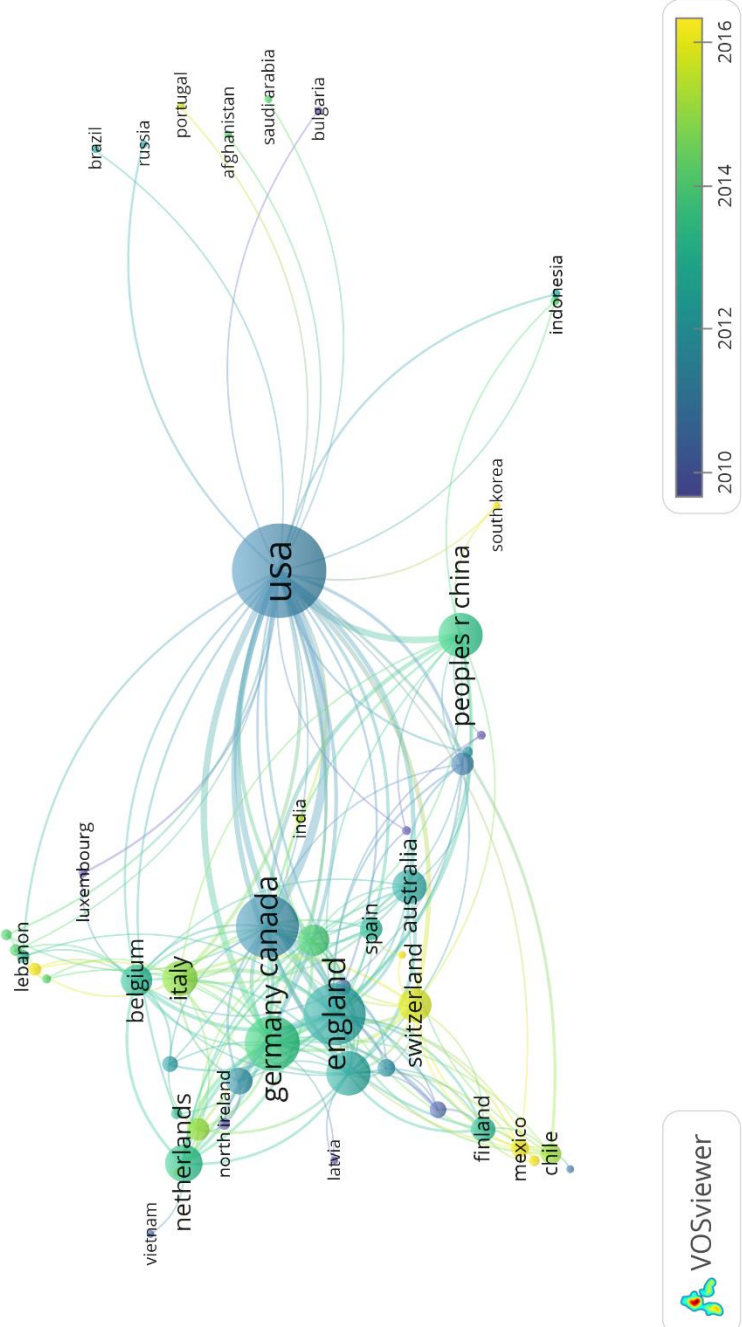 vietnam
netherlands
north ireland
latvia
finland
mexico
chile
germany
england
switzerland
belgium
italy
canada
spain
australia
lebanon
luxembourg
india
peoples r china
usa
south korea
indonesia
brazil
russia
portugal
afghanistan
saudi arabia
bulgaria
VOSviewer
2010
2012
2014
2016